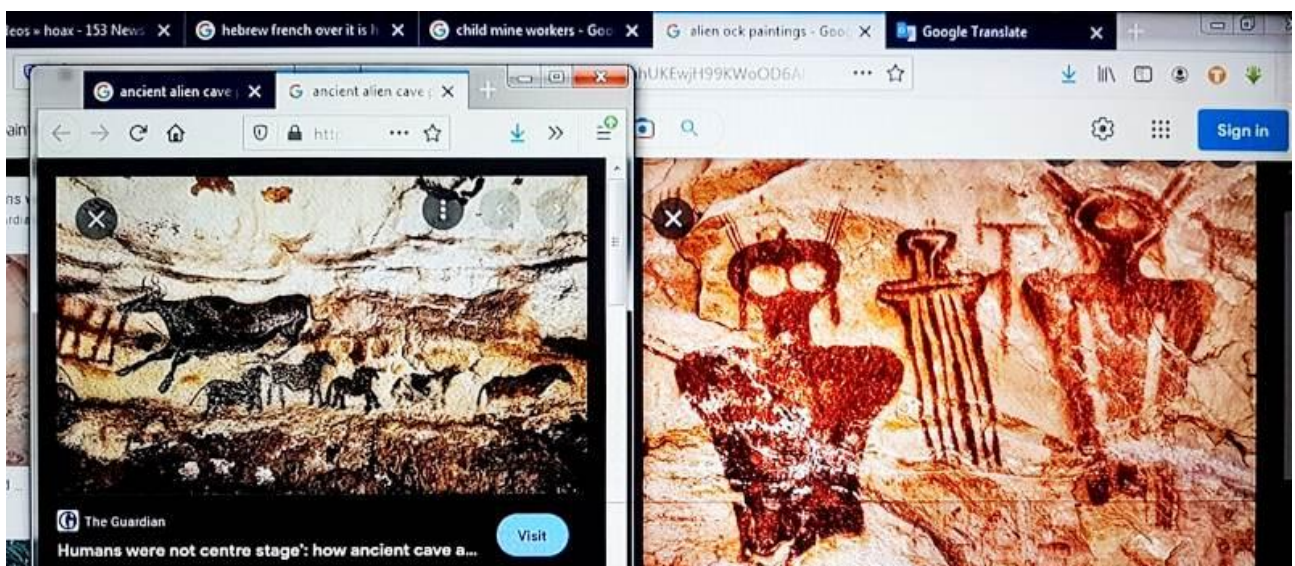 eos » hoax - 153 News
hebrew french over it is h
child mine workers - Goo
alien ock paintings - Goo
Google Translate
ancient alien cave p
ancient alien cave p
hUKEwjH99KWoOD6A
http
Sign in
The Guardian
Humans were not centre stage': how ancient cave a...
Visit